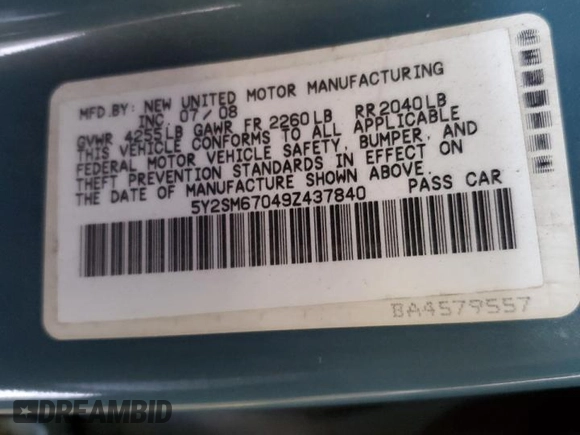 MFD.BY: NEW UNITED MOTOR MANUFACTURING
INC. 07/08
GVWR 4255LB GAWR FR 2260LB RR2040LB
THIS VEHICLE CONFORMS TO ALL APPLICABLE
FEDERAL MOTOR VEHICLE SAFETY, BUMPER, AND
THEFT PREVENTION STANDARDS IN EFFECT ON
THE DATE OF MANUFACTURE SHOWN ABOVE.
5Y2SM67049Z437840 PASS CAR
BA4579557
DREAMBID